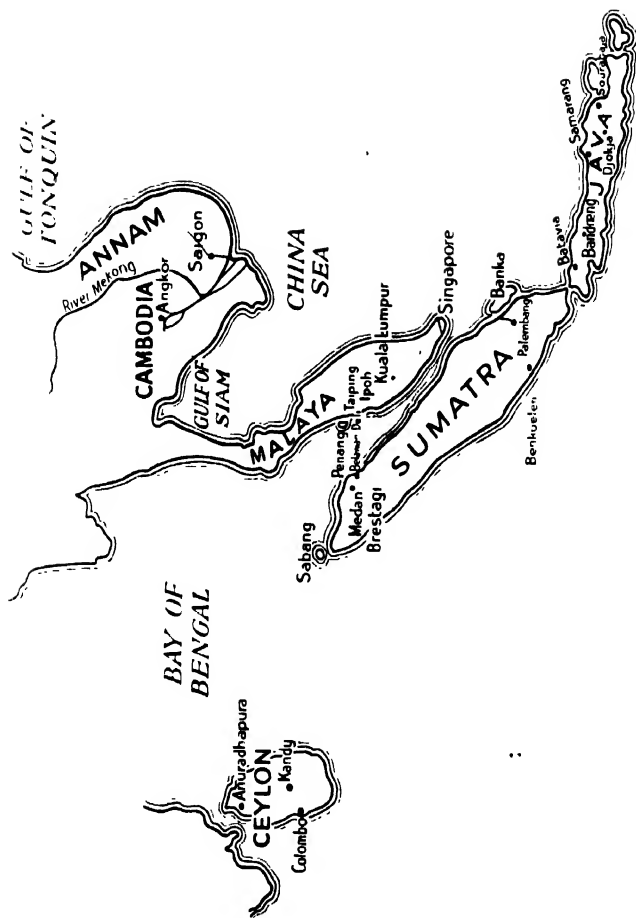 GULF OF
TONQUIN
ANNAM
River Mekong
CAMBODIA
Angkor
Saigon
GULF OF
SIAM
CHINA
SEA
BAY OF
BENGAL
Anuradhapura
CEYLON
Kandy
Colombo
MALAYA
Penang
Taiping
Ipoh
Kuala Lumpur
Singapore
Sabang
Medan
Brestagi
SUMATRA
Banka
Palembang
Benkuelen
Batavia
Samarang
JAVA
Djokja